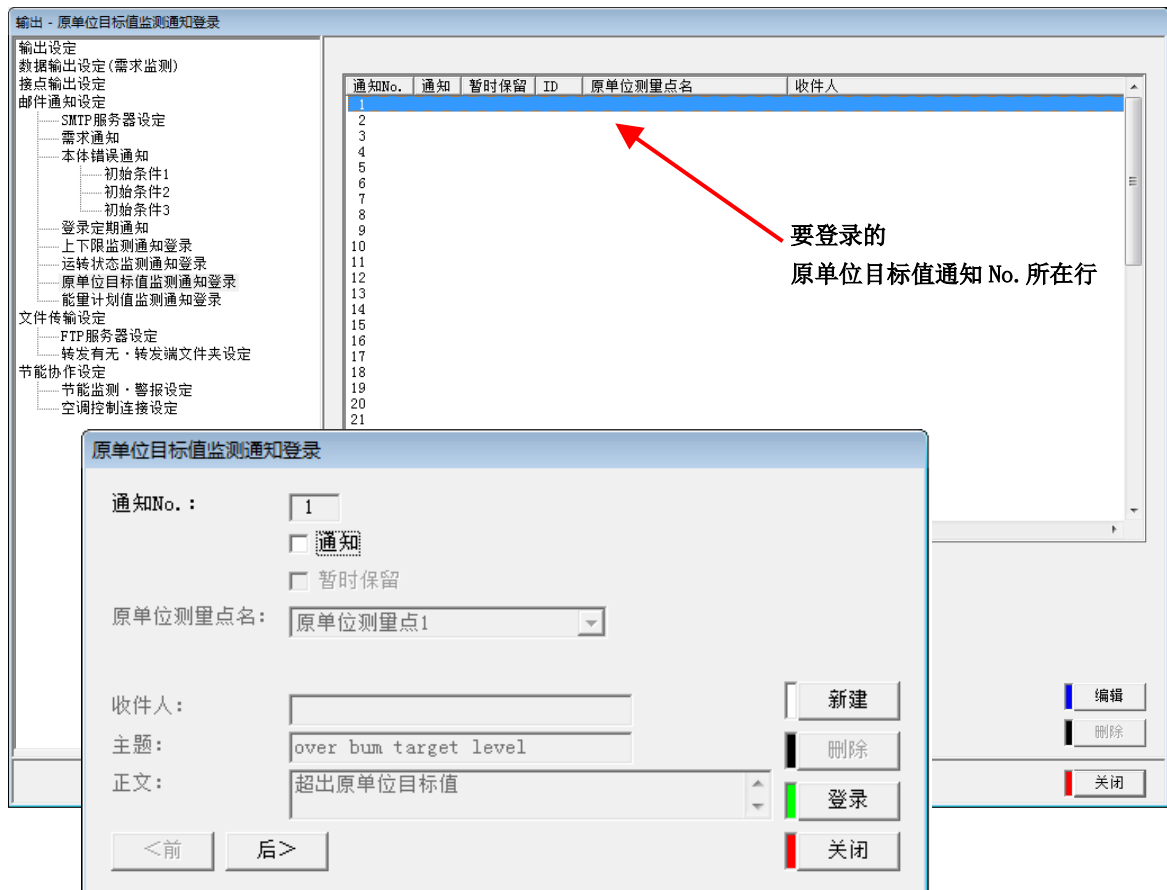 输出 - 原单位目标值监测通知登录
输出设定
数据输出设定(需求监测)
接点输出设定
邮件通知设定
SMTP服务器设定
需求通知
本体错误通知
初始条件1
初始条件2
初始条件3
登录定期通知
上下限监测通知登录
运转状态监测通知登录
原单位目标值监测通知登录
能量计划值监测通知登录
文件传输设定
FTP服务器设定
转发有无・转发端文件夹设定
节能协作设定
节能监测・警报设定
空调控制连接设定
通知No. 通知 暂时保留 ID 原单位测量点名 收件人
1
2
3
4
5
6
7
8
9
10
11
12
13
14
15
16
17
18
19
20
21
要登录的
原单位目标值通知 No. 所在行
编辑
删除
关闭
原单位目标值监测通知登录
通知No.: 1
通知
暂时保留
原单位测量点名: 原单位测量点1
收件人:
主题: over bum target level
正文: 超出原单位目标值
新建
删除
登录
关闭
<前 后>